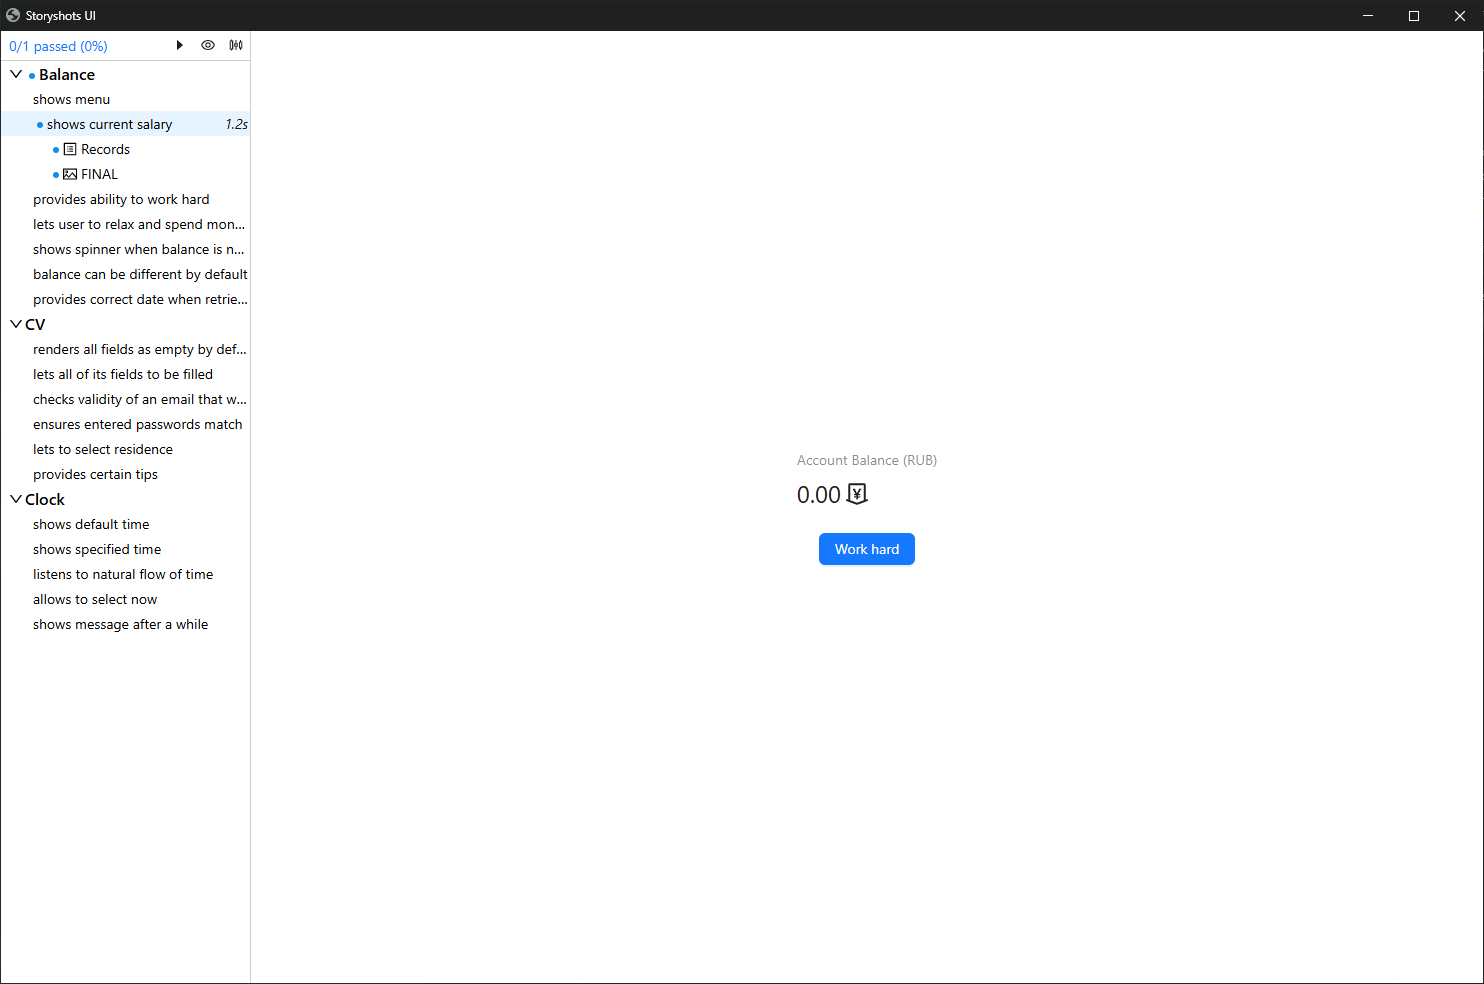 Storyshots UI
0/1 passed (0%)
Balance
shows menu
shows current salary 1.2s
Records
FINAL
provides ability to work hard
lets user to relax and spend mon...
shows spinner when balance is n...
balance can be different by default
provides correct date when retrie...
CV
renders all fields as empty by def...
lets all of its fields to be filled
checks validity of an email that w...
ensures entered passwords match
lets to select residence
provides certain tips
Clock
shows default time
shows specified time
listens to natural flow of time
allows to select now
shows message after a while
Account Balance (RUB)
0.00 ¥
Work hard